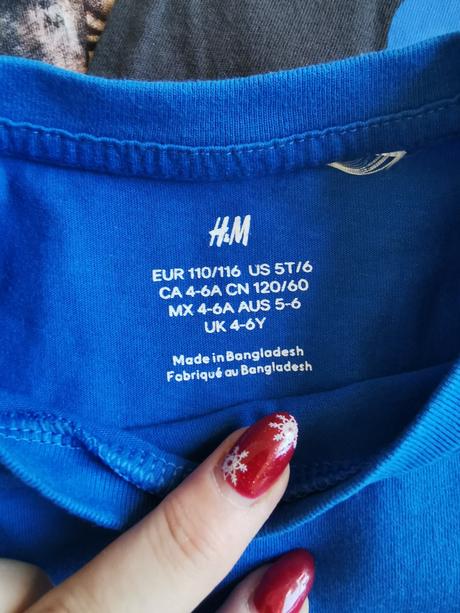 H&M
EUR 110/116 US 5T/6
CA 4-6A CN 120/60
MX 4-6A AUS 5-6
UK 4-6Y
Made in Bangladesh
Fabriqué au Bangladesh